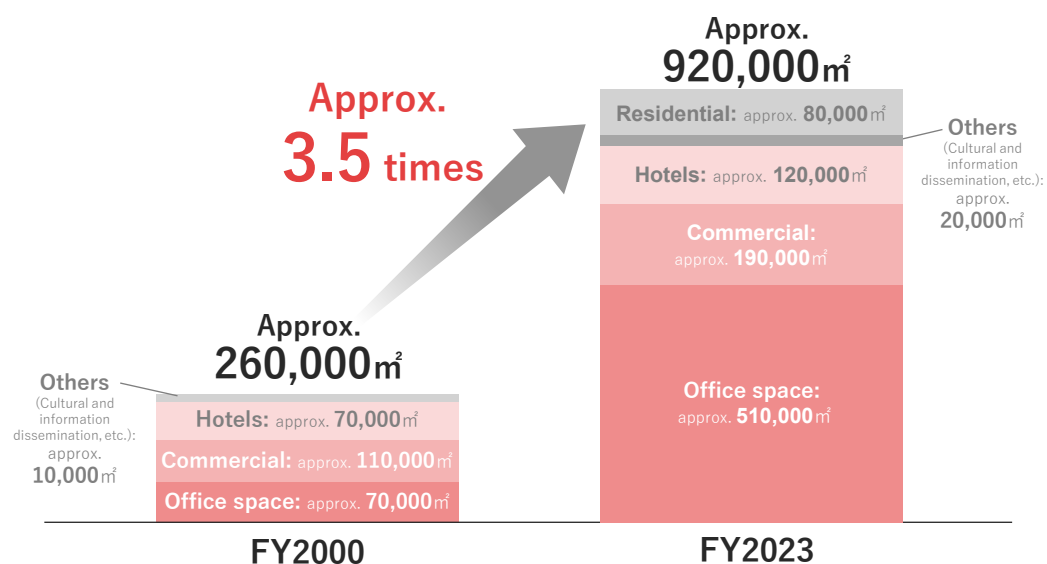 Approx.
3.5 times
Approx.
260,000㎡
Others
(Cultural and
information
dissemination, etc.):
approx.
10,000㎡
Hotels: approx. 70,000㎡
Commercial: approx. 110,000㎡
Office space: approx. 70,000㎡
FY2000
Approx.
920,000㎡
Residential: approx. 80,000㎡
Others
(Cultural and
information
dissemination, etc.):
approx.
20,000㎡
Hotels: approx. 120,000㎡
Commercial:
approx. 190,000㎡
Office space:
approx. 510,000㎡
FY2023